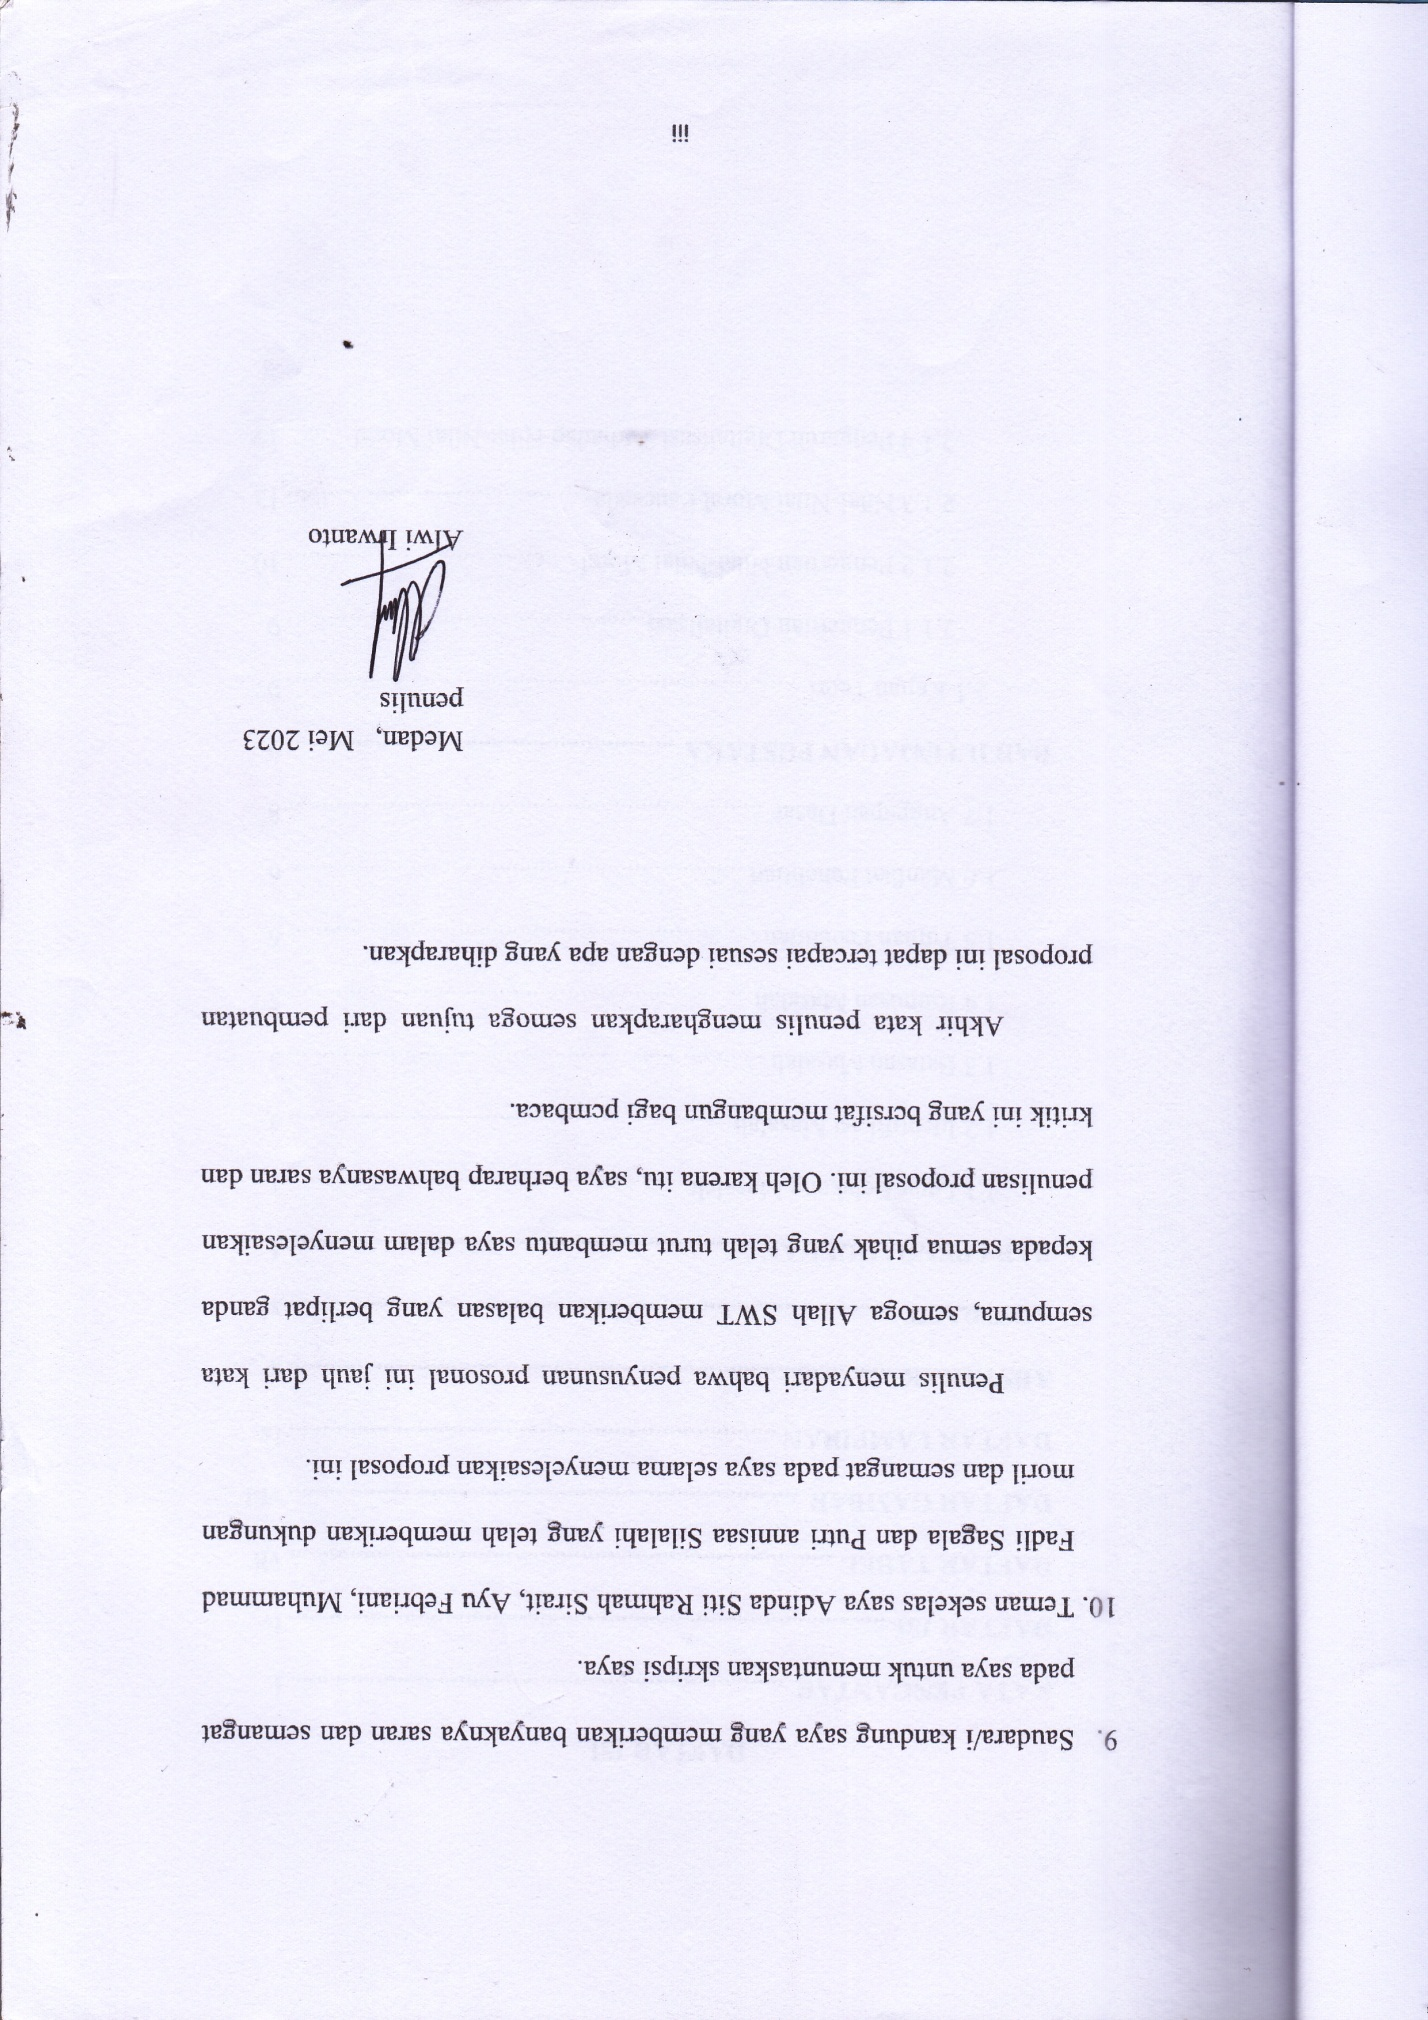 9. Saudara/i kandung saya yang memberikan banyaknya saran dan semangat
pada saya untuk menuntaskan skripsi saya.
10. Teman sekelas saya Adinda Siti Rahmah Sirait, Ayu Febriani, Muhammad
Fadli Sagala dan Putri annisaa Silalahi yang telah memberikan dukungan
moril dan semangat pada saya selama menyelesaikan proposal ini.
Penulis menyadari bahwa penyusunan prosonal ini jauh dari kata
sempurna, semoga Allah SWT memberikan balasan yang berlipat ganda
kepada semua pihak yang telah turut membantu saya dalam menyelesaikan
penulisan proposal ini. Oleh karena itu, saya berharap bahwasanya saran dan
kritik ini yang bersifat membangun bagi pembaca.
Akhir kata penulis mengharapkan semoga tujuan dari pembuatan
proposal ini dapat tercapai sesuai dengan apa yang diharapkan.
Medan, Mei 2023
penulis
Alwi Irwanto
iii